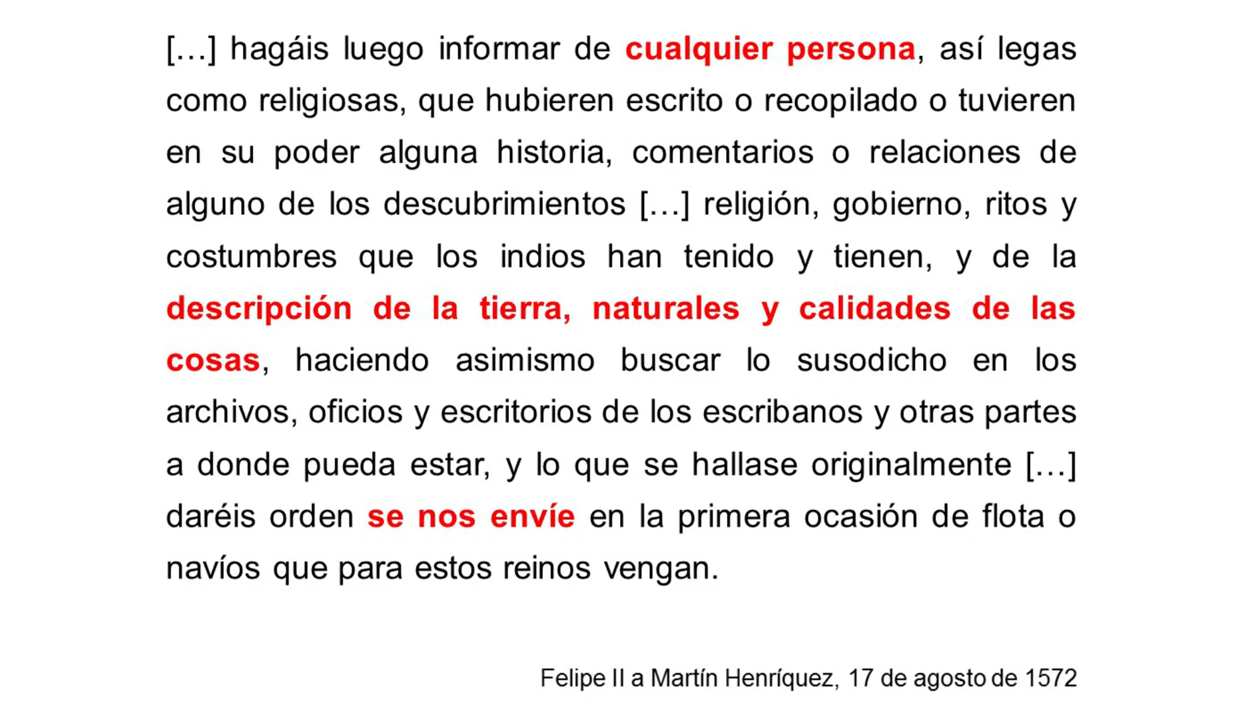 […] hagáis luego informar de cualquier persona, así legas
como religiosas, que hubieren escrito o recopilado o tuvieren
en su poder alguna historia, comentarios o relaciones de
alguno de los descubrimientos […] religión, gobierno, ritos y
costumbres que los indios han tenido y tienen, y de la
descripción de la tierra, naturales y calidades de las
cosas, haciendo asimismo buscar lo susodicho en los
archivos, oficios y escritorios de los escribanos y otras partes
a donde pueda estar, y lo que se hallase originalmente […]
daréis orden se nos envíe en la primera ocasión de flota o
navíos que para estos reinos vengan.
Felipe II a Martín Henríquez, 17 de agosto de 1572